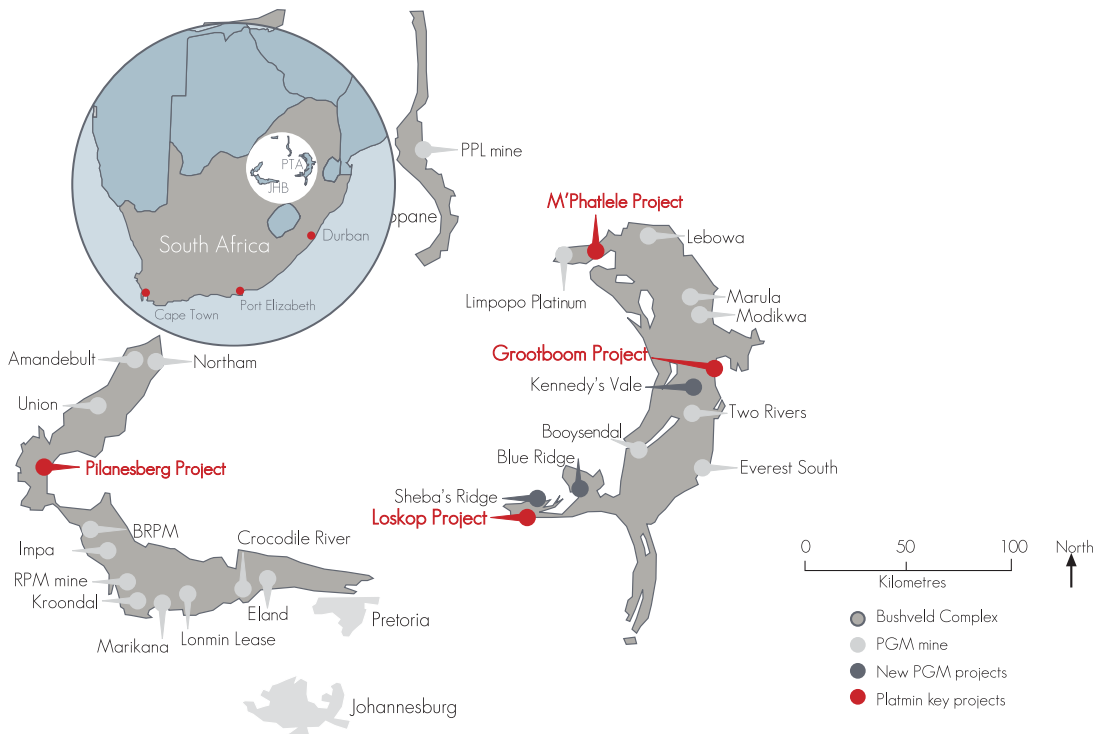 PPL mine
PTA
JHB
opane
South Africa
Durban
Port Elizabeth
Cape Town
M'Phatlele Project
Lebowa
Limpopo Platinum
Marula
Modikwa
Grootboom Project
Kennedy's Vale
Two Rivers
Booysendal
Blue Ridge
Everest South
Sheba's Ridge
Loskop Project
Amandebult
Northam
Union
Pilanesberg Project
BRPM
Impa
Crocodile River
RPM mine
Kroondal
Eland
Marikana
Lonmin Lease
Pretoria
Johannesburg
0 50 100
Kilometres
North
Bushveld Complex
PGM mine
New PGM projects
Platmin key projects